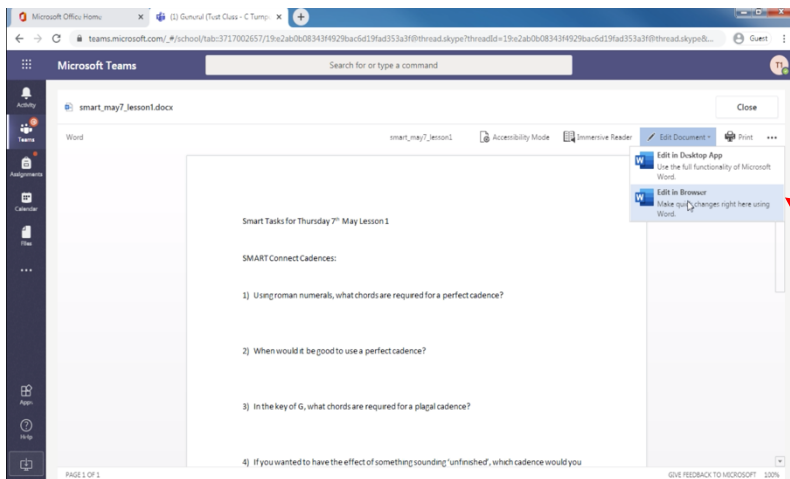 Microsoft Office Home
(1) General (Test Class - C Turnp
teams.microsoft.com/_#/school/tab::3717002657/19:e2ab0b08343f4929bac6d19fad353a3f@thread.skype?threadId=19:e2ab0b08343f4929bac6d19fad353a3f@thread.skype&...
Guest
Microsoft Teams
Search for or type a command
T1
Activity
Teams
Assignments
Calendar
Files
Apps
Help
smart_may7_lesson1.docx
Close
Word
smart_may7_lesson1
Accessibility Mode
Immersive Reader
Edit Document
Print
Edit in Desktop App
Use the full functionality of Microsoft
Word.
Edit in Browser
Make quick changes right here using
Word.
Smart Tasks for Thursday 7th May Lesson 1
SMART Connect Cadences:
1) Using roman numerals, what chords are required for a perfect cadence?
2) When would it be good to use a perfect cadence?
3) In the key of G, what chords are required for a plagal cadence?
4) If you wanted to have the effect of something sounding 'unfinished', which cadence would you
PAGE 1 OF 1
GIVE FEEDBACK TO MICROSOFT
100%